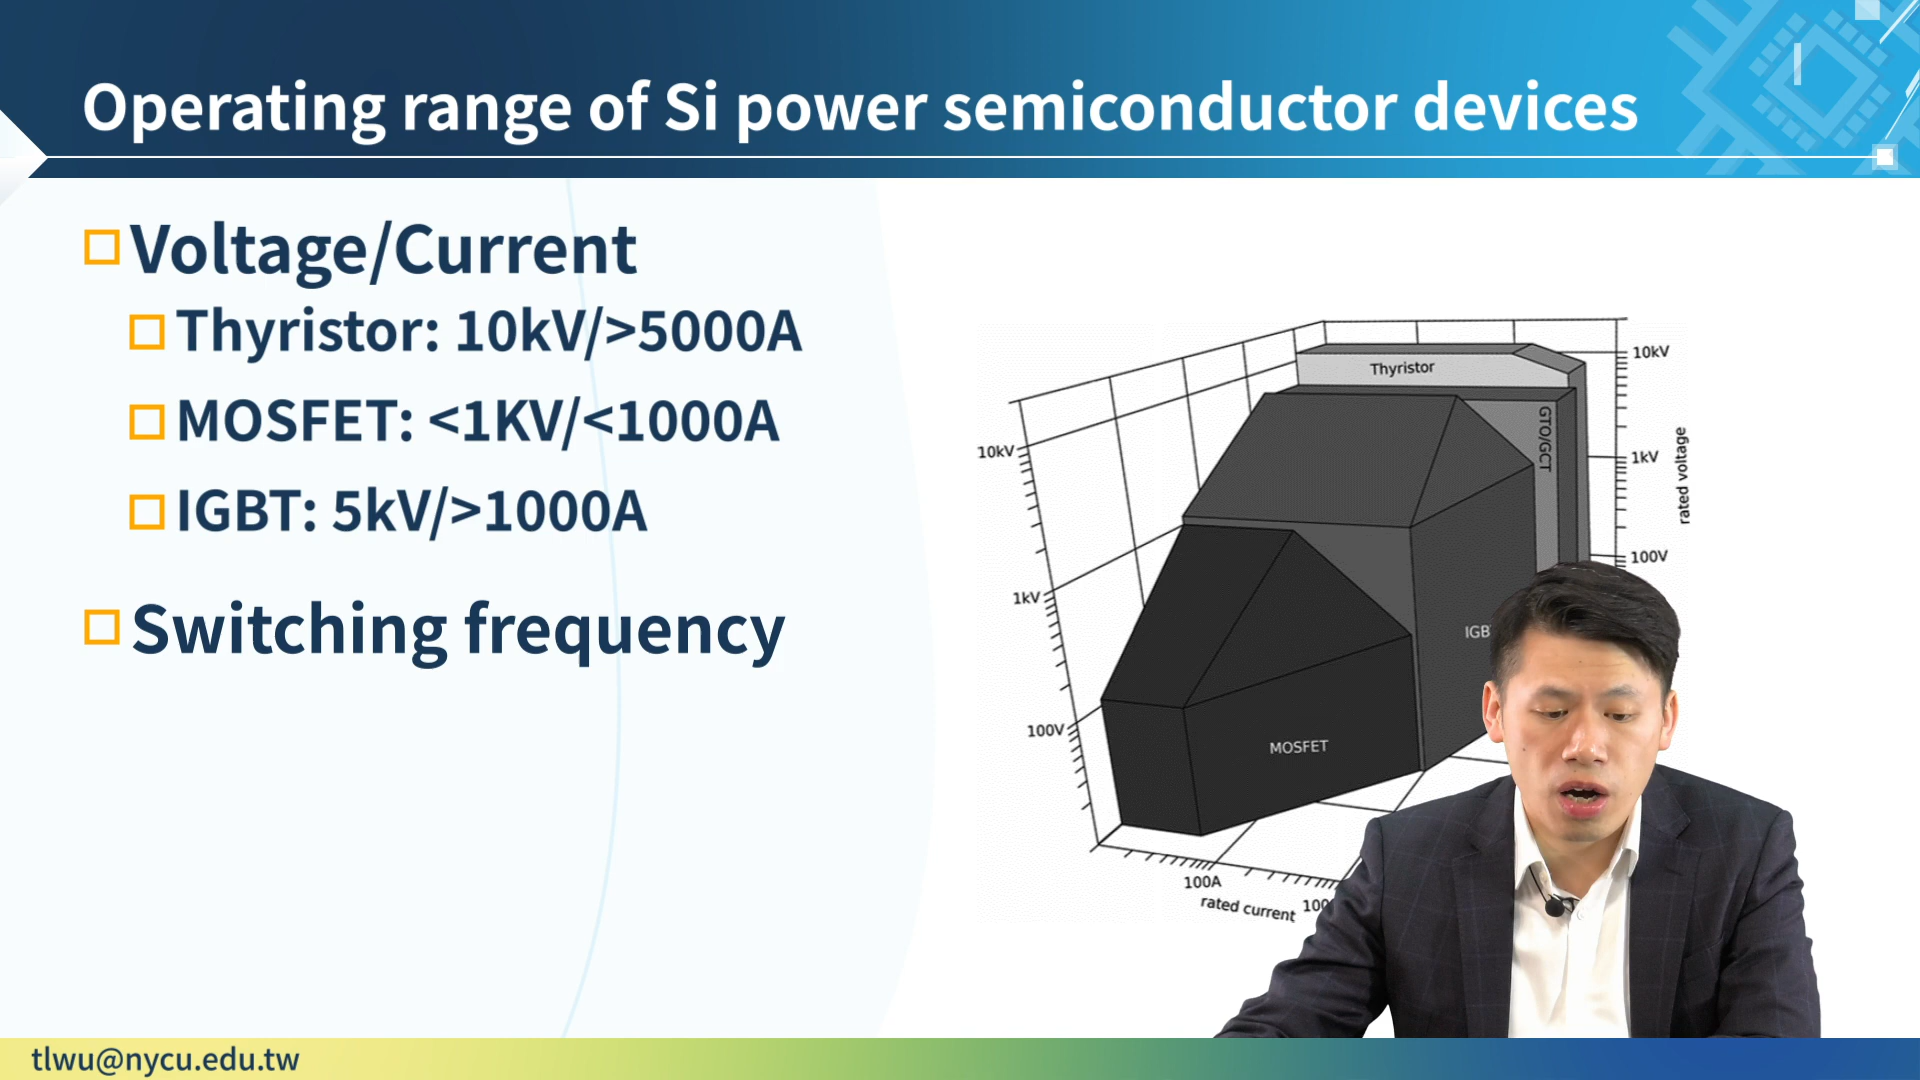 Operating range of Si power semiconductor devices
Voltage/Current
Thyristor: 10kV/>5000A
MOSFET: <1KV/<1000A
IGBT: 5kV/>1000A
Switching frequency
Thyristor
10kV
GTO/GCT
1kV
rated voltage
100V
10kV
1kV
100V
MOSFET
100A
rated current
tlwu@nycu.edu.tw